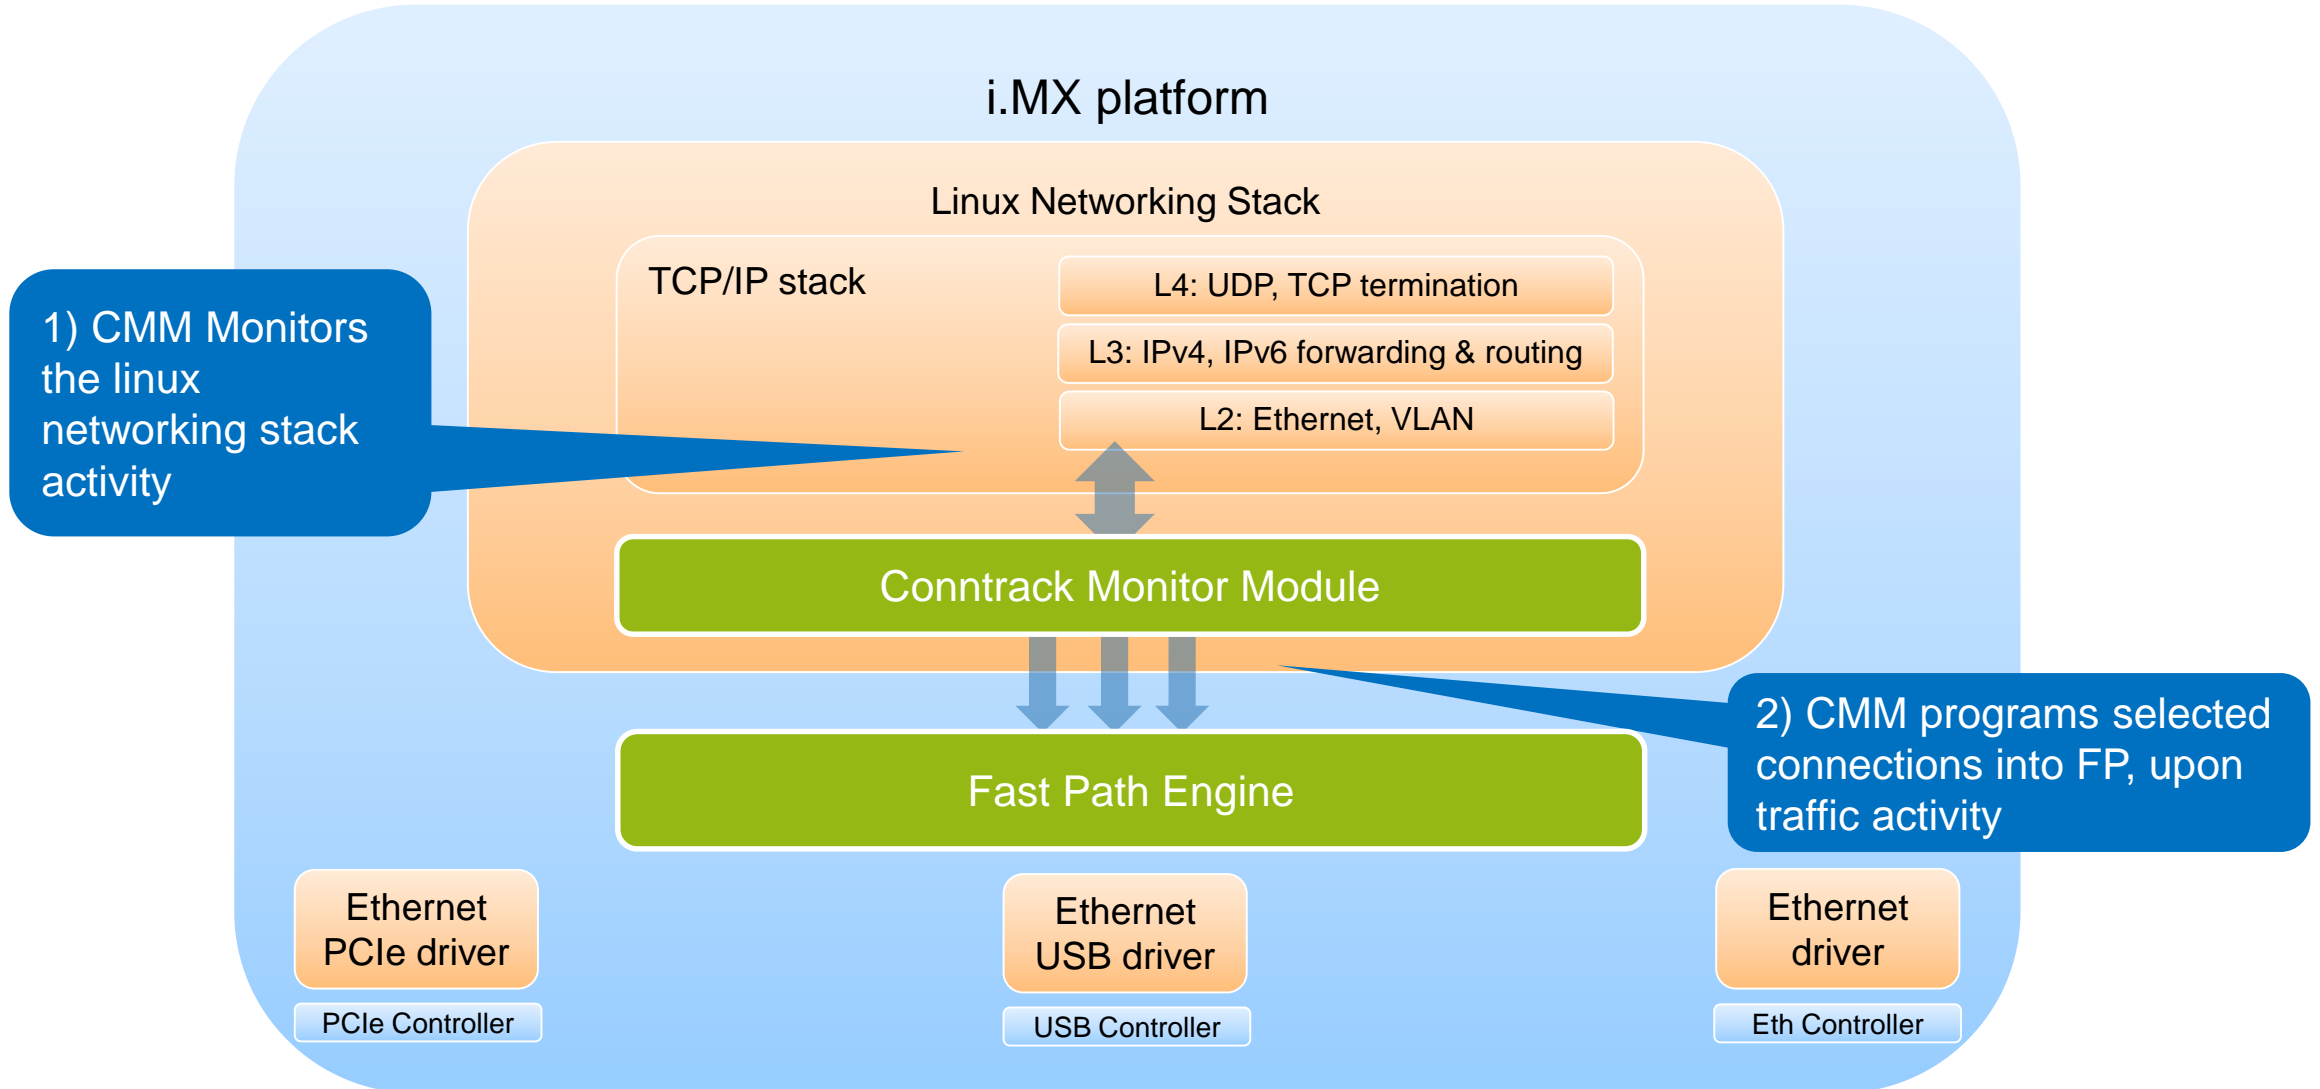 i.MX platform
Linux Networking Stack
TCP/IP stack
L4: UDP, TCP termination
L3: IPv4, IPv6 forwarding & routing
L2: Ethernet, VLAN
1) CMM Monitors
the linux
networking stack
activity
Conntrack Monitor Module
2) CMM programs selected
connections into FP, upon
traffic activity
Fast Path Engine
Ethernet
PCIe driver
PCIe Controller
Ethernet
USB driver
USB Controller
Ethernet
driver
Eth Controller